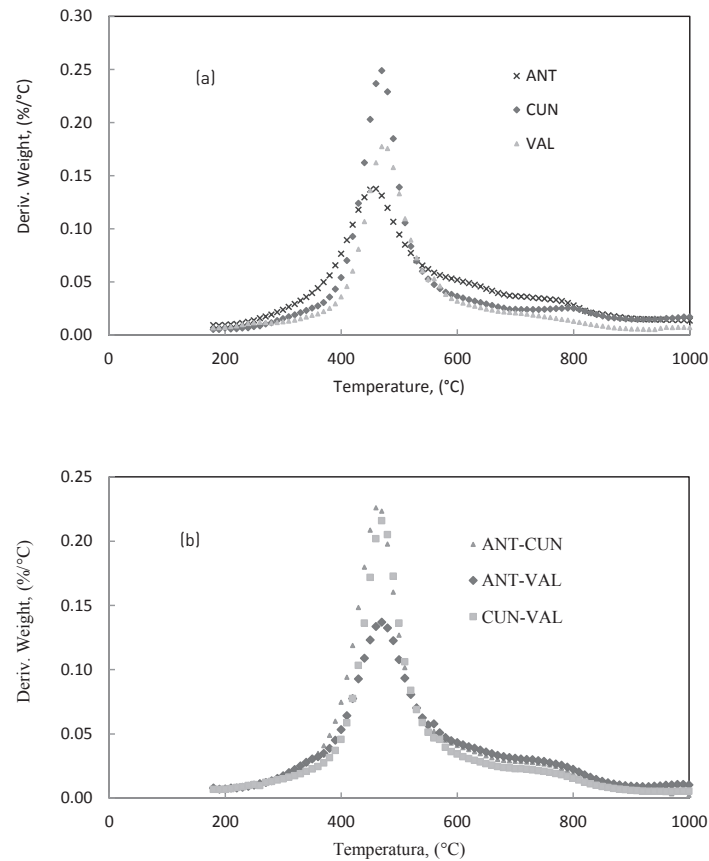 0.30
0.25
0.20
0.15
0.10
0.05
0.00
Deriv. Weight, (%/°C)
(a)
ANT
CUN
VAL
0 200 400 600 800 1000
Temperature, (°C)
0.25
0.20
0.15
0.10
0.05
0.00
Deriv. Weight, (%/°C)
(b)
ANT-CUN
ANT-VAL
CUN-VAL
0 200 400 600 800 1000
Temperatura, (°C)